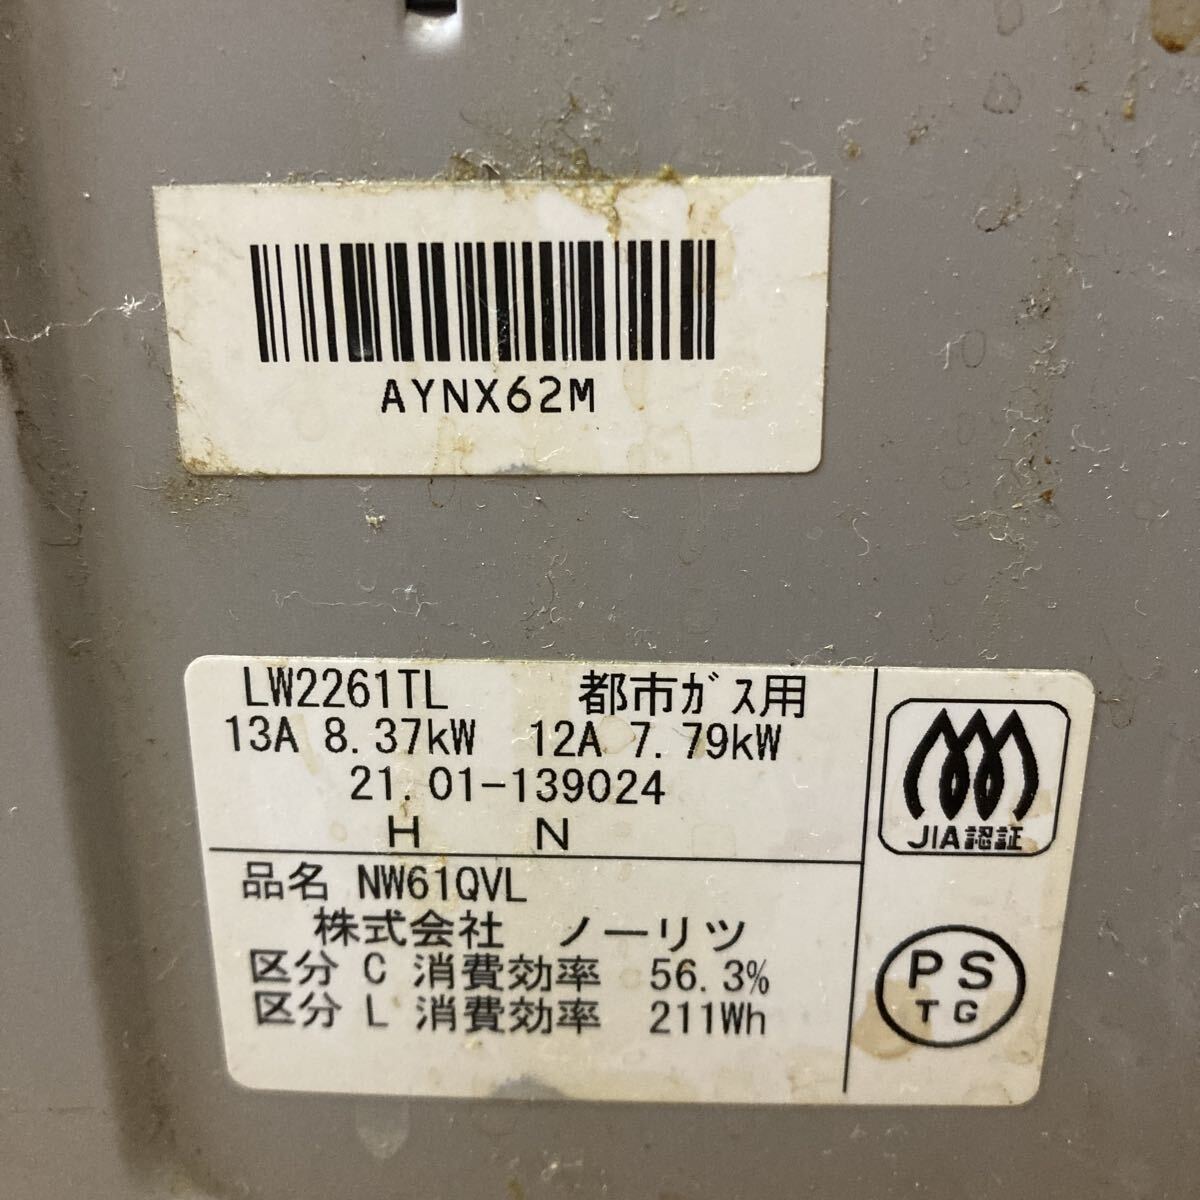 AYNX62M
LW2261TL 都市ガス用
13A 8.37kW 12A 7.79kW
21.01-139024
H N
品名 NW61QVL
株式会社 ノーリツ
区分 C 消費効率 56.3%
区分 L 消費効率 211Wh
JIA認証
PS
TG